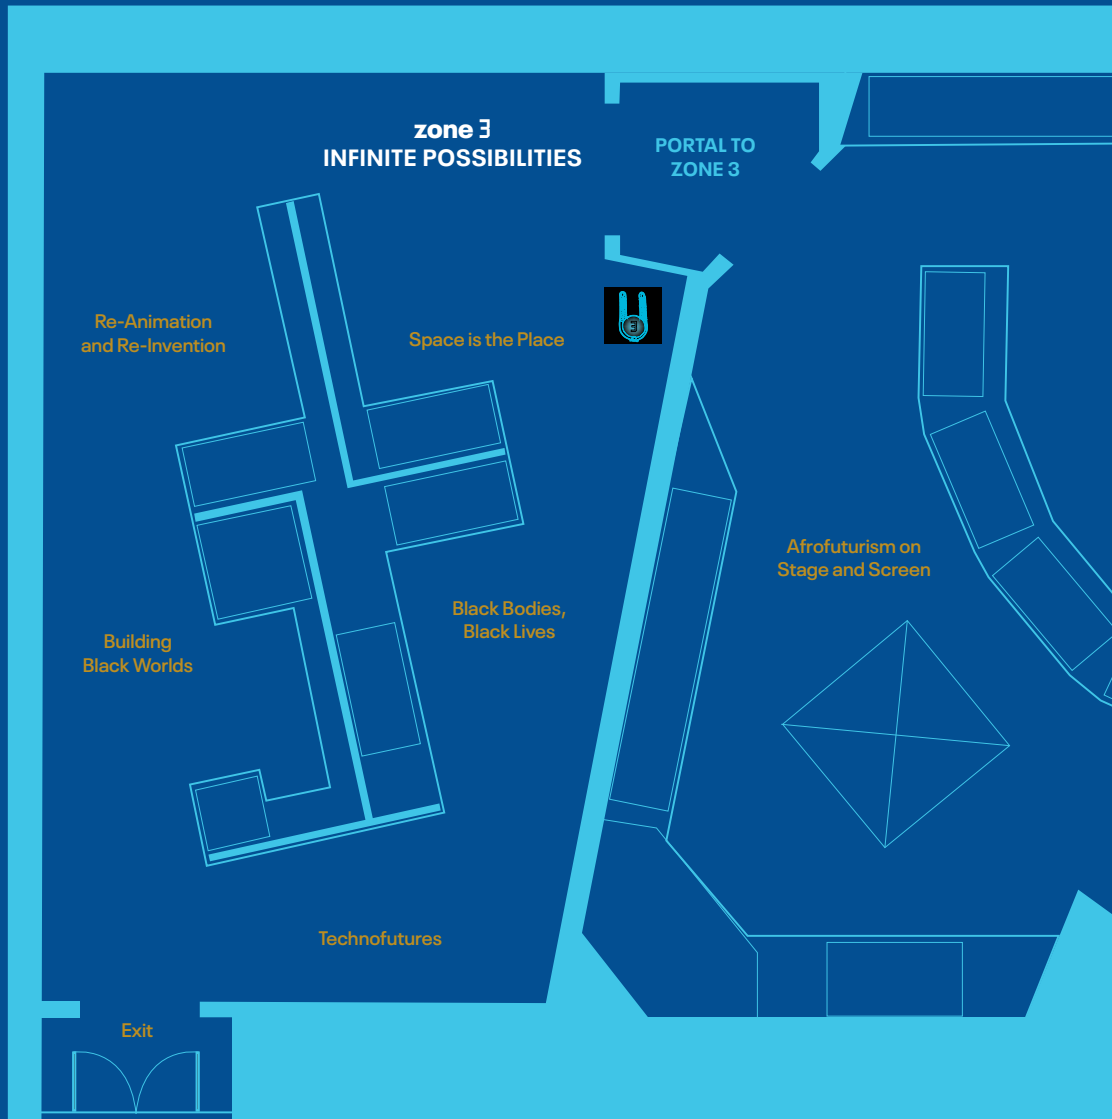 zone 3
INFINITE POSSIBILITIES
PORTAL TO
ZONE 3
Re-Animation
and Re-Invention
Space is the Place
3
Afrofuturism on
Stage and Screen
Black Bodies,
Black Lives
Building
Black Worlds
Technofutures
Exit